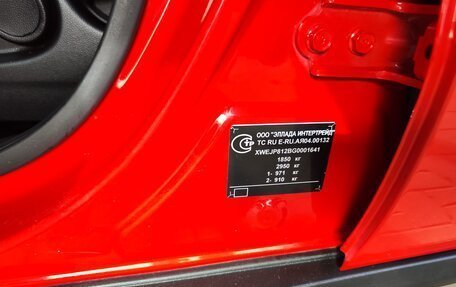 ООО "ЭЛЛАДА ИНТЕРТРЕЙД"
ТС RU E-RU.АЯ04.00132
XWEJP812BG0001641
1850 кг
2950 кг
1- 971 кг
2- 910 кг